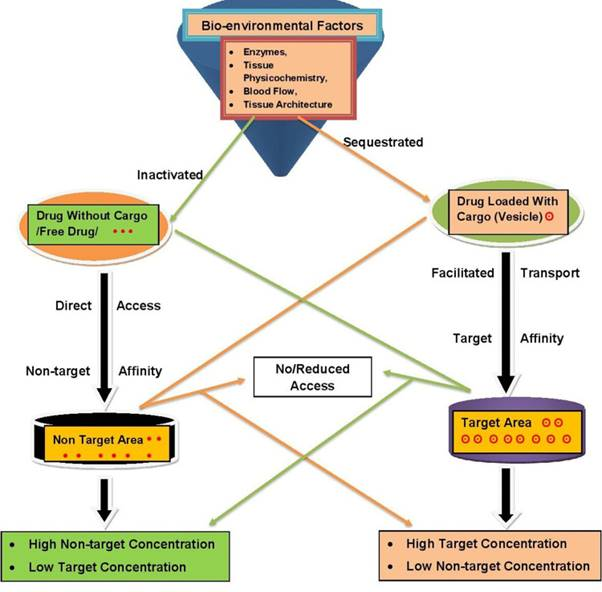 Bio-environmental Factors
• Enzymes,
• Tissue
Physicochemistry,
• Blood Flow,
• Tissue Architecture
Sequestrated
Inactivated
Drug Without Cargo
/Free Drug/
Drug Loaded With
Cargo (Vesicle)
Facilitated Transport
Direct Access
Target Affinity
Non-target Affinity
No/Reduced
Access
Non Target Area
Target Area
• High Non-target Concentration
• Low Target Concentration
• High Target Concentration
• Low Non-target Concentration